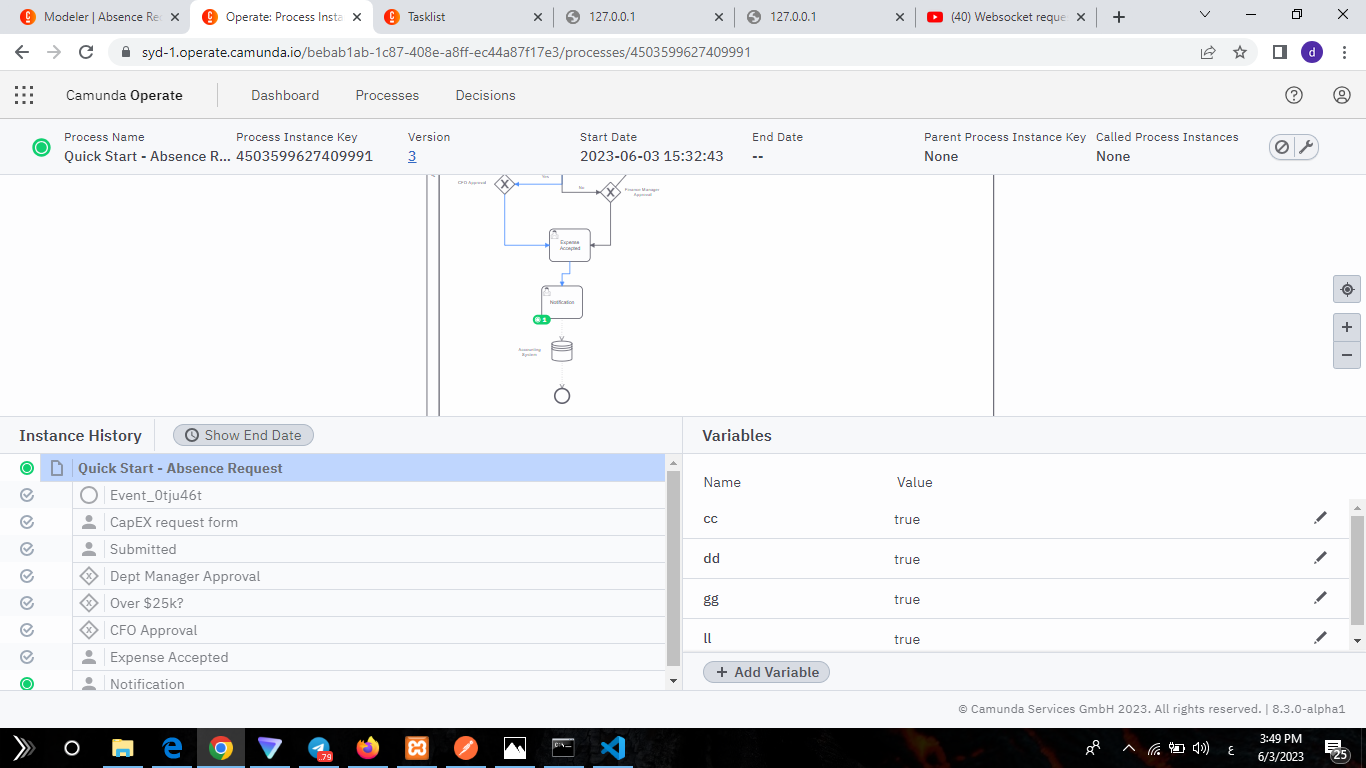 Modeler | Absence Re
Operate: Process Insta
Tasklist
127.0.0.1
127.0.0.1
(40) Websocket reque
syd-1.operate.camunda.io/bebab1ab-1c87-408e-a8ff-ec44a87f17e3/processes/4503599627409991
d
Camunda Operate
Dashboard
Processes
Decisions
Process Name
Process Instance Key
Version
Start Date
End Date
Parent Process Instance Key
Called Process Instances
Quick Start - Absence R...
4503599627409991
3
2023-06-03 15:32:43
--
None
None
CFO Approval
Yes
No
Finance Manager
Approval
Expense
Accepted
Notification
1
Accounting
System
Instance History
Show End Date
Variables
Quick Start - Absence Request
Event_0tju46t
CapEX request form
Submitted
Dept Manager Approval
Over $25k?
CFO Approval
Expense Accepted
Notification
Name
Value
cc
true
dd
true
gg
true
ll
true
+ Add Variable
© Camunda Services GmbH 2023. All rights reserved. | 8.3.0-alpha1
79
ع
3:49 PM
6/3/2023
25